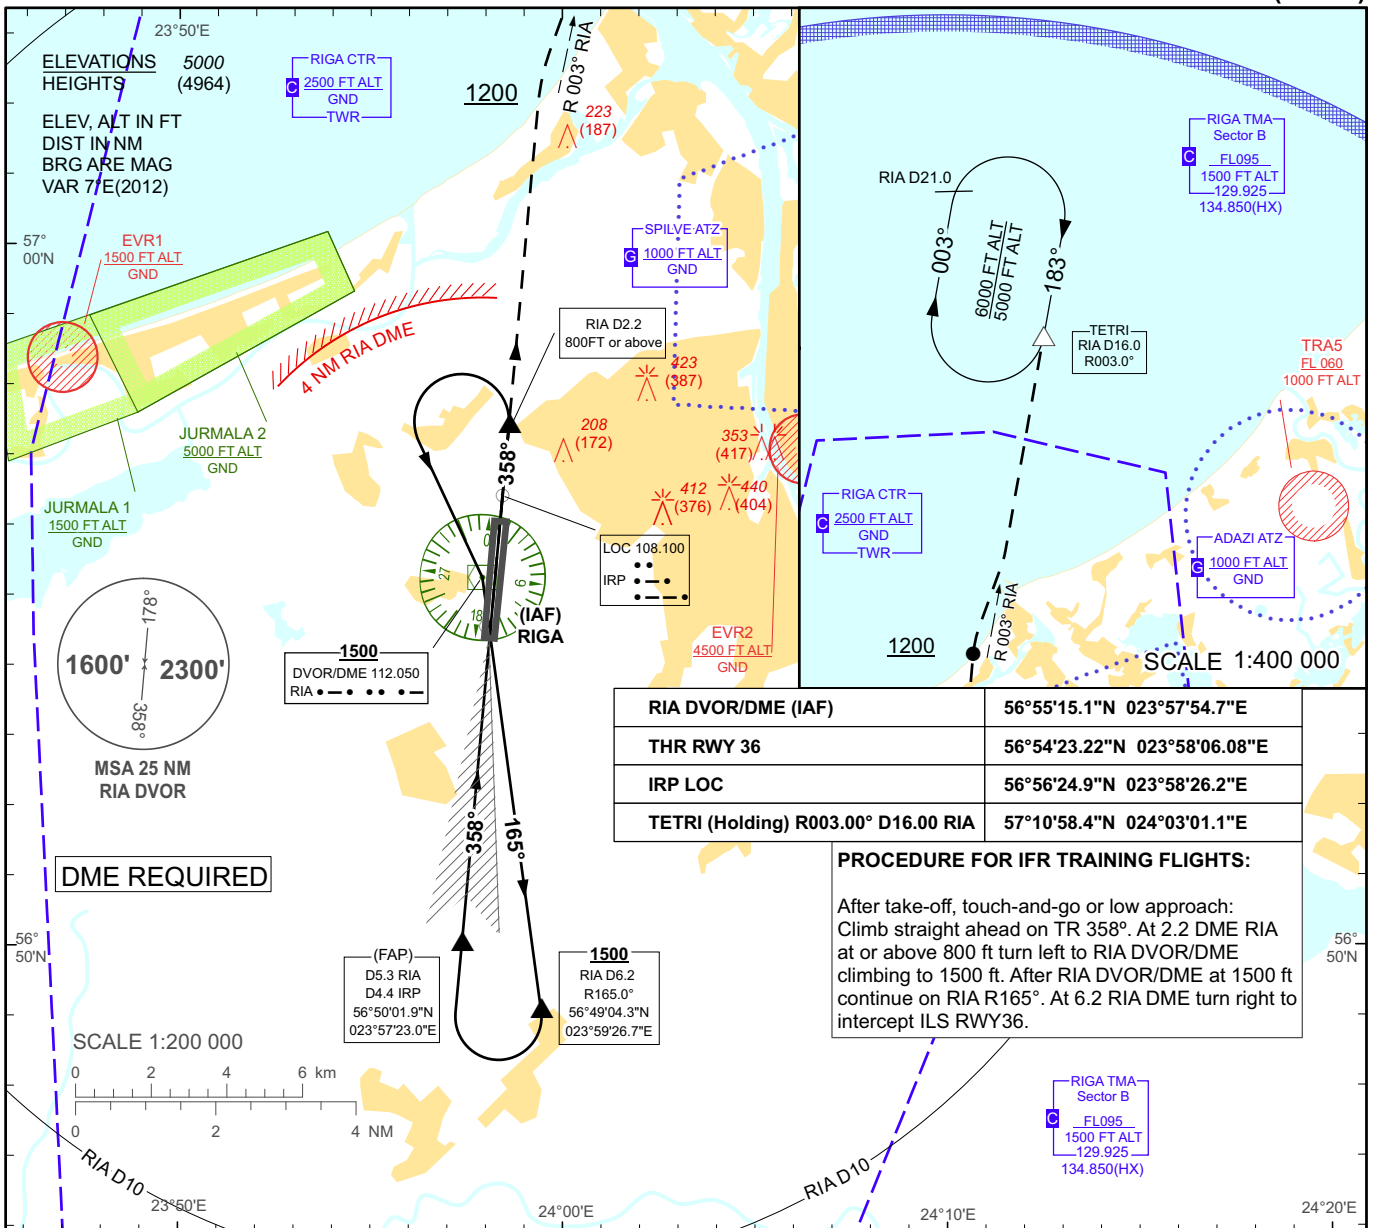 23°50'E
ELEVATIONS 5000
HEIGHTS (4964)
ELEV, ALT IN FT
DIST IN NM
BRG ARE MAG
VAR 7°E(2012)
RIGA CTR
C 2500 FT ALT
GND
TWR
1200
R 003° RIA
223
(187)
57°
00'N
EVR1
1500 FT ALT
GND
4 NM RIA DME
SPILVE ATZ
G 1000 FT ALT
GND
RIA D2.2
800FT or above
423
(387)
208
(172)
353
(417)
412
(376)
440
(404)
JURMALA 2
5000 FT ALT
GND
JURMALA 1
1500 FT ALT
GND
358°
LOC 108.100
IRP
0
27
9
18
(IAF)
RIGA
EVR2
4500 FT ALT
GND
1500
DVOR/DME 112.050
RIA
178°
1600' 2300'
358°
MSA 25 NM
RIA DVOR
RIGA TMA
Sector B
C FL095
1500 FT ALT
129.925
134.850(HX)
RIA D21.0
003°
6000 FT ALT
5000 FT ALT
183°
TETRI
RIA D16.0
R003.0°
TRA5
FL 060
1000 FT ALT
RIGA CTR
C 2500 FT ALT
GND
TWR
ADAZI ATZ
G 1000 FT ALT
GND
R 003° RIA
1200
SCALE 1:400 000
RIA DVOR/DME (IAF) 56°55'15.1"N 023°57'54.7"E
THR RWY 36 56°54'23.22"N 023°58'06.08"E
IRP LOC 56°56'24.9"N 023°58'26.2"E
TETRI (Holding) R003.00° D16.00 RIA 57°10'58.4"N 024°03'01.1"E
PROCEDURE FOR IFR TRAINING FLIGHTS:
After take-off, touch-and-go or low approach:
Climb straight ahead on TR 358º. At 2.2 DME RIA
at or above 800 ft turn left to RIA DVOR/DME
climbing to 1500 ft. After RIA DVOR/DME at 1500 ft
continue on RIA R165°. At 6.2 RIA DME turn right to
intercept ILS RWY36.
358°
165°
DME REQUIRED
56°
50'N
56°
50'N
(FAP)
D5.3 RIA
D4.4 IRP
56°50'01.9"N
023°57'23.0"E
1500
RIA D6.2
R165.0°
56°49'04.3"N
023°59'26.7"E
SCALE 1:200 000
0 2 4 6 km
0 2 4 NM
RIGA TMA
Sector B
C FL095
1500 FT ALT
129.925
134.850(HX)
RIA D10
RIA D10
23°50'E
24°00'E
24°10'E
24°20'E